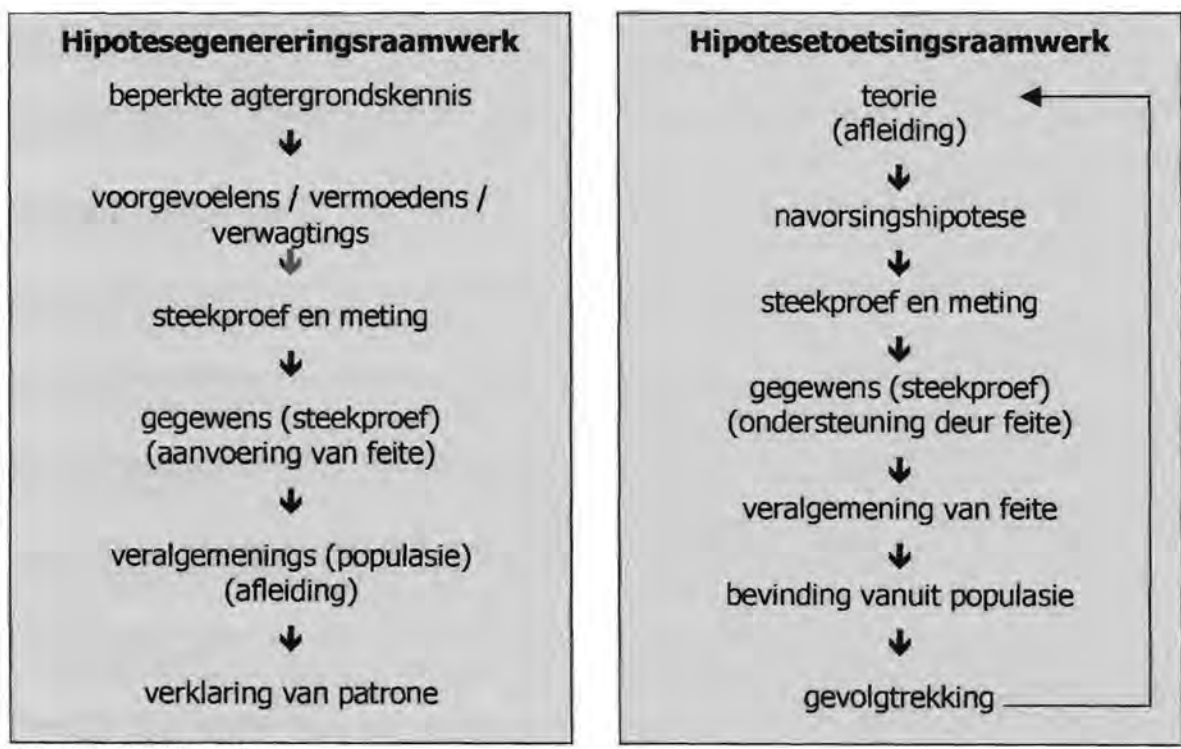 Hipotesegenereringsraamwerk
beperkte agtergrondskennis
voorgevoelens / vermoedens /
verwagtings
steekproef en meting
gegewens (steekproef)
(aanvoering van feite)
veralgemenings (populasie)
(afleiding)
verklaring van patrone
Hipotesetoetsingsraamwerk
teorie
(afleiding)
navorsingshipotese
steekproef en meting
gegewens (steekproef)
(ondersteuning deur feite)
veralgemening van feite
bevinding vanuit populasie
gevolgtrekking